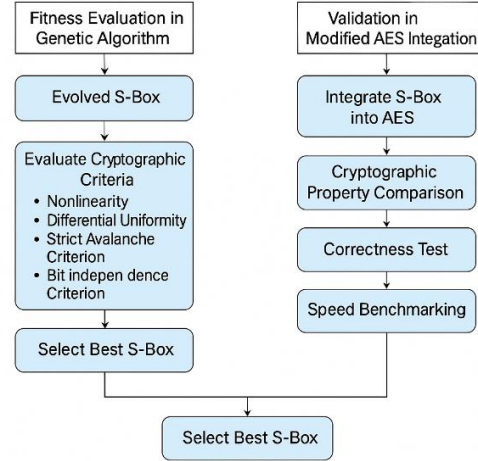 Fitness Evaluation in
Genetic Algorithm
Evolved S-Box
Evaluate Cryptographic
Criteria
• Nonlinearity
• Differential Uniformity
• Strict Avalanche
Criterion
• Bit indepen dence
Criterion
Select Best S-Box
Validation in
Modified AES Integation
Integrate S-Box
into AES
Cryptographic
Property Comparison
Correctness Test
Speed Benchmarking
Select Best S-Box